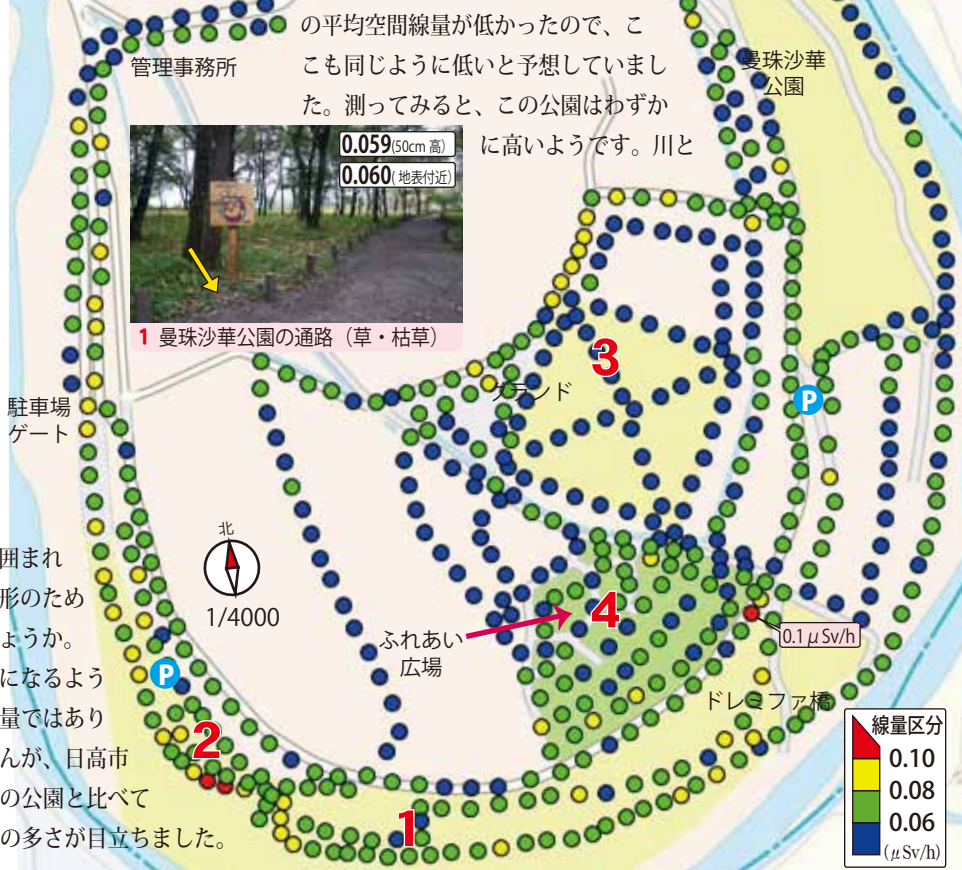 の平均空間線量が低かったので、こ
こも同じように低いと予想していまし
た。測ってみると、この公園はわずか
に高いようです。川と
管理事務所
曼珠沙華
公園
0.059(50cm 高)
0.060(地表付近)
1 曼珠沙華公園の通路（草・枯草）
3
グランド
P
駐車場
ゲート
囲まれ
形のため
ょうか。
になるよう
量ではあり
んが、日高市
の公園と比べて
の多さが目立ちました。
北
1/4000
4
ふれあい
広場
0.1μSv/h
ドレミファ橋
P
2
1
線量区分
0.10
0.08
0.06
(μSv/h)